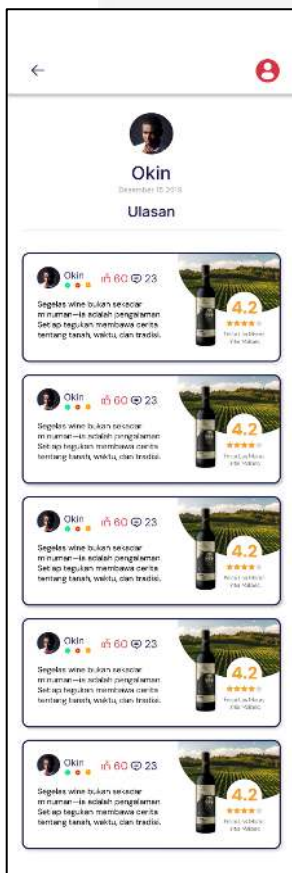 Okin
Desember 15 2019
Ulasan
Okin
60 23
Segelas wine bukan sekadar
minuman—ia adalah pengalaman
Setiap tegukan membawa cerita
tentang tanah, waktu, dan tradisi.
4.2
Okin
60 23
Segelas wine bukan sekadar
minuman—ia adalah pengalaman
Setiap tegukan membawa cerita
tentang tanah, waktu, dan tradisi.
4.2
Okin
60 23
Segelas wine bukan sekadar
minuman—ia adalah pengalaman
Setiap tegukan membawa cerita
tentang tanah, waktu, dan tradisi.
4.2
Okin
60 23
Segelas wine bukan sekadar
minuman—ia adalah pengalaman
Setiap tegukan membawa cerita
tentang tanah, waktu, dan tradisi.
4.2
Okin
60 23
Segelas wine bukan sekadar
minuman—ia adalah pengalaman
Setiap tegukan membawa cerita
tentang tanah, waktu, dan tradisi.
4.2